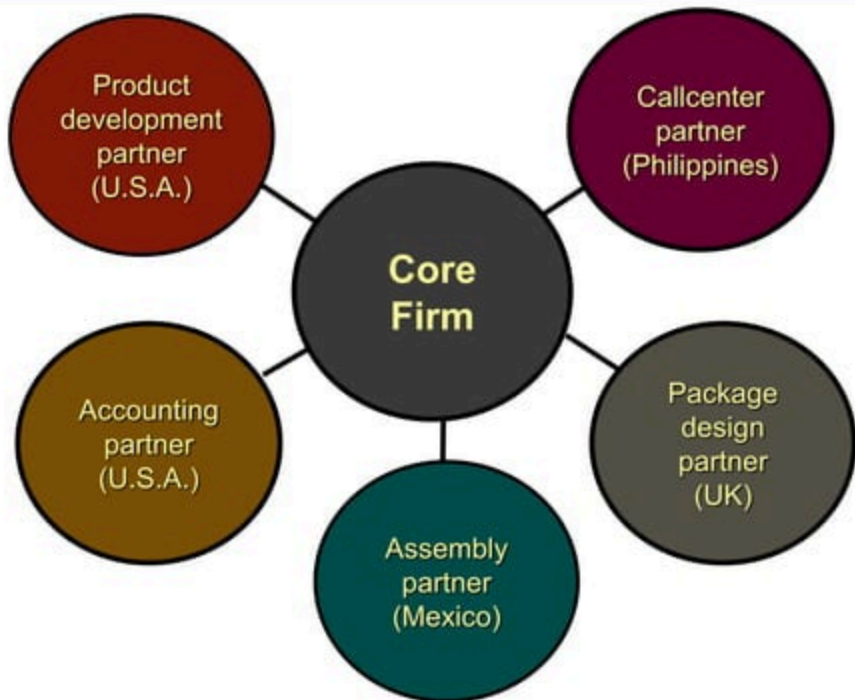 Product
development
partner
(U.S.A.)
Callcenter
partner
(Philippines)
Core
Firm
Accounting
partner
(U.S.A.)
Package
design
partner
(UK)
Assembly
partner
(Mexico)